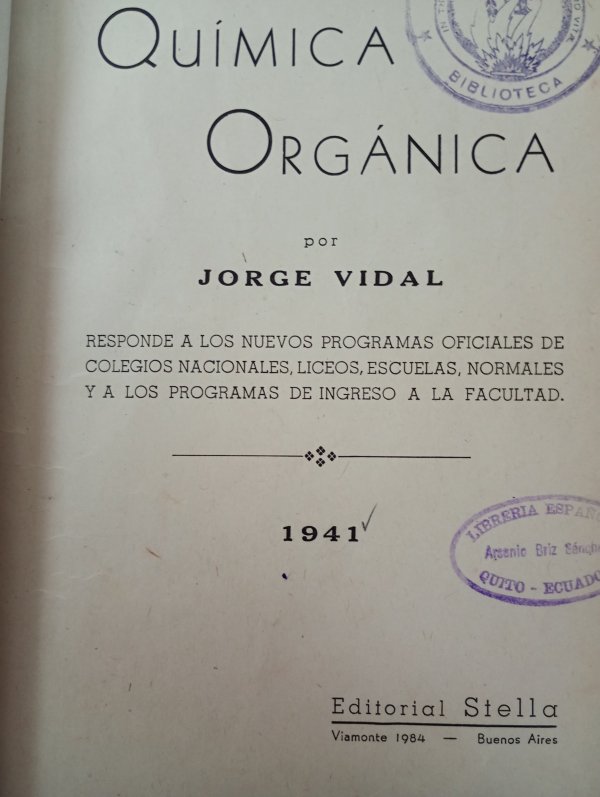 QUÍMICA
ORGÁNICA
BIBLIOTECA
por
JORGE VIDAL
RESPONDE A LOS NUEVOS PROGRAMAS OFICIALES DE
COLEGIOS NACIONALES, LICEOS, ESCUELAS, NORMALES
Y A LOS PROGRAMAS DE INGRESO A LA FACULTAD.
1941
LIBRERIA
Arsenio Briz
QUITO - ECUADO
Editorial Stella
Viamonte 1984 — Buenos Aires